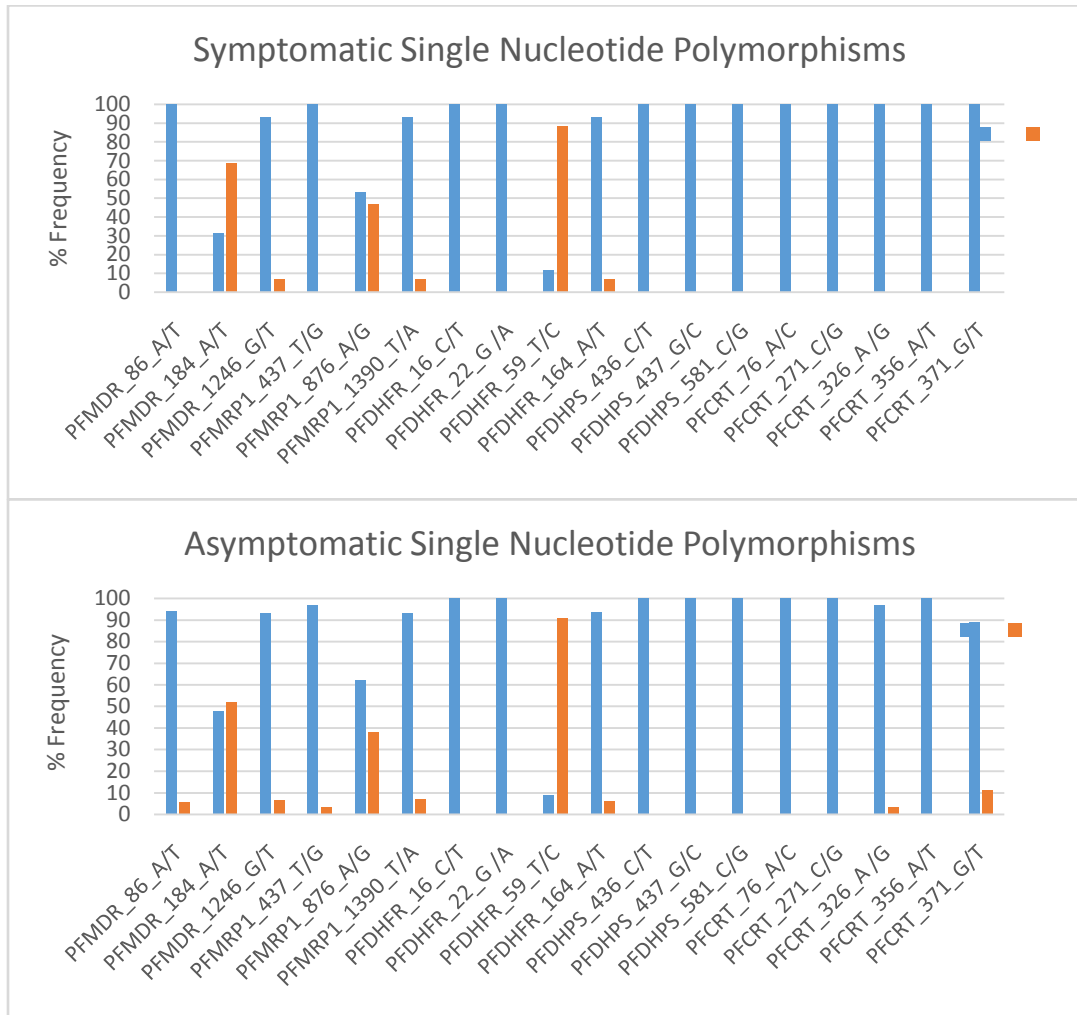 Symptomatic Single Nucleotide Polymorphisms
% Frequency
100
90
80
70
60
50
40
30
20
10
0
PFMDR_86_A/T
PFMDR_184_A/T
PFMDR_1246_G/T
PFMRP1_437_T/G
PFMRP1_876_A/G
PFMRP1_1390_T/A
PFDHFR_16_C/T
PFDHFR_22_G /A
PFDHFR_59_T/C
PFDHFR_164_A/T
PFDHPS_436_C/T
PFDHPS_437_G/C
PFDHPS_581_C/G
PFCRT_76_A/C
PFCRT_271_C/G
PFCRT_326_A /G
PFCRT_356_A/T
PFCRT_371_G/T
Asymptomatic Single Nucleotide Polymorphisms
% Frequency
100
90
80
70
60
50
40
30
20
10
0
PFMDR_86_A/T
PFMDR_184_A/T
PFMDR_1246_G/T
PFMRP1_437_T/G
PFMRP1_876_A/G
PFMRP1_1390_T/A
PFDHFR_16_C/T
PFDHFR_22_G /A
PFDHFR_59_T/C
PFDHFR_164_A/T
PFDHPS_436_C/T
PFDHPS_437_G/C
PFDHPS_581_C/G
PFCRT_76_A/C
PFCRT_271_C/G
PFCRT_326_A /G
PFCRT_356_A/T
PFCRT_371_G/T